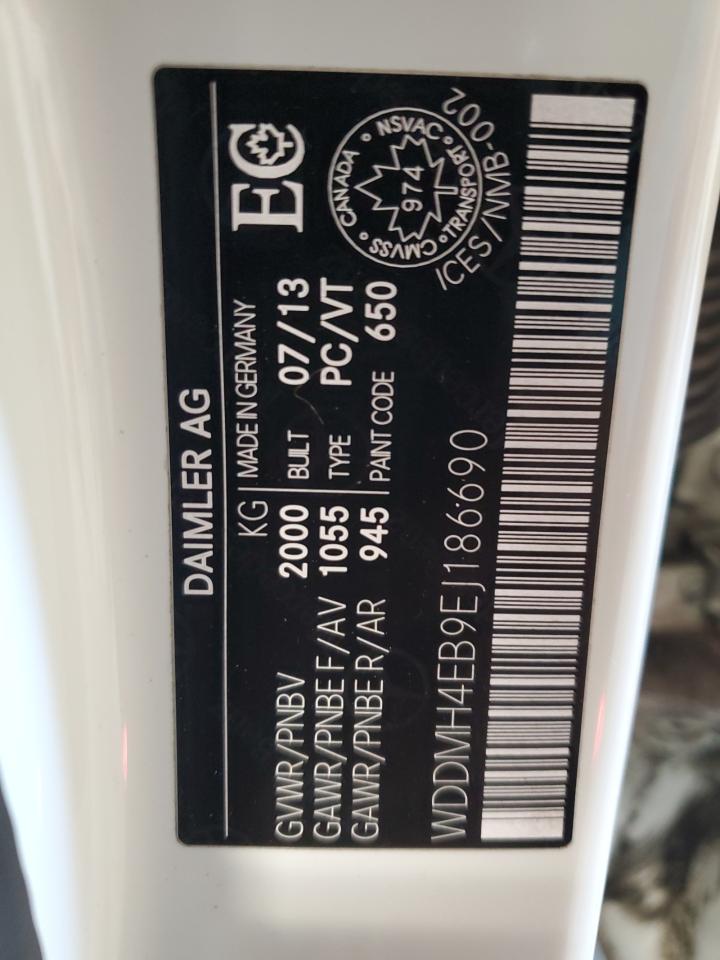 DAIMLER AG
KG MADE IN GERMANY
GVWR/PNBV 2000 BUILT 07/13
GAWR/PNBE F/AV 1055 TYPE PC/VT
GAWR/PNBE R/AR 945 PAINT CODE 650
EC
CANADA NSVAC TRANSPORT CMVSS
974
ICES/NMB-002
WDDMH4EB9EJ186690